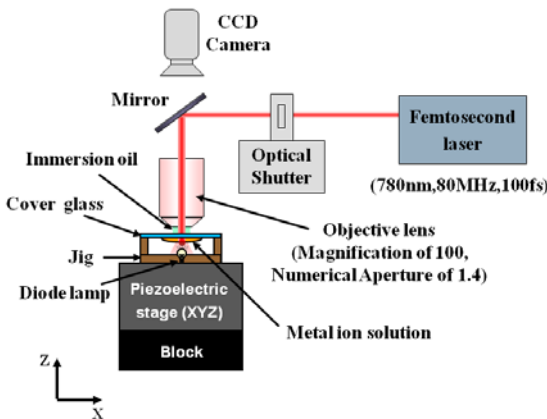 CCD
Camera
Mirror
Femtosecond
laser
Optical
Shutter
(780nm,80MHz,100fs)
Immersion oil
Cover glass
Objective lens
(Magnification of 100,
Numerical Aperture of 1.4)
Jig
Diode lamp
Piezoelectric
stage (XYZ)
Metal ion solution
Block
Z
X